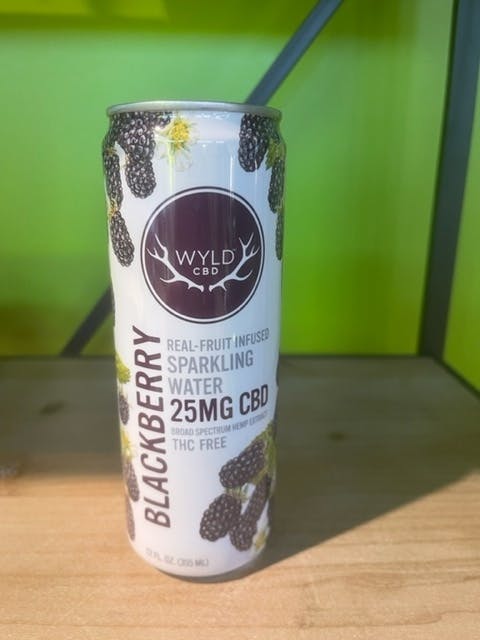 WYLD
CBD
BLACKBERRY
REAL-FRUIT INFUSED
SPARKLING
WATER
25MG CBD
BROAD SPECTRUM HEMP EXTRACT
THC FREE
12 FL. OZ. (355 ML)